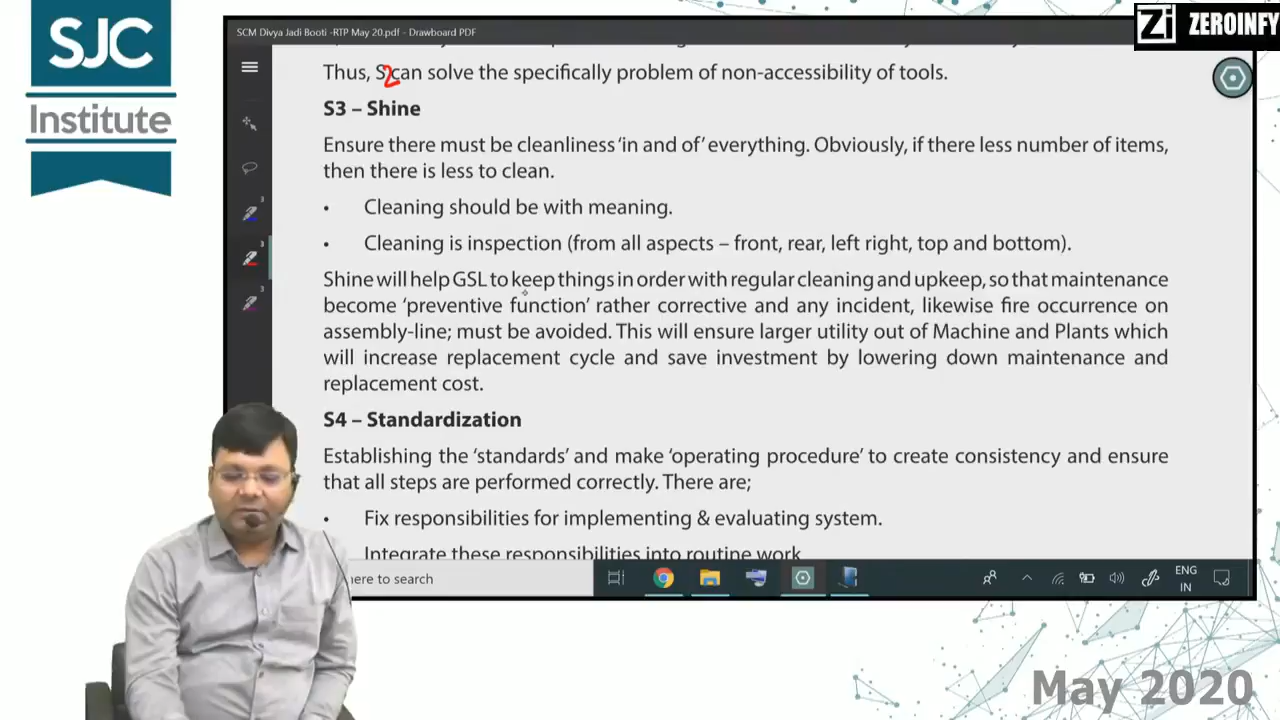 SJC
Institute
Zi ZEROINFY
SCM Divya Jadi Booti -RTP May 20.pdf - Drawboard PDF
Thus, S2can solve the specifically problem of non-accessibility of tools.
S3 – Shine
Ensure there must be cleanliness ‘in and of’ everything. Obviously, if there less number of items,
then there is less to clean.
• Cleaning should be with meaning.
• Cleaning is inspection (from all aspects – front, rear, left right, top and bottom).
Shine will help GSL to keep things in order with regular cleaning and upkeep, so that maintenance
become ‘preventive function’ rather corrective and any incident, likewise fire occurrence on
assembly-line; must be avoided. This will ensure larger utility out of Machine and Plants which
will increase replacement cycle and save investment by lowering down maintenance and
replacement cost.
S4 – Standardization
Establishing the ‘standards’ and make ‘operating procedure’ to create consistency and ensure
that all steps are performed correctly. There are;
• Fix responsibilities for implementing & evaluating system.
Integrate these responsibilities into routine work
here to search
ENG
IN
3
3
3
May 2020